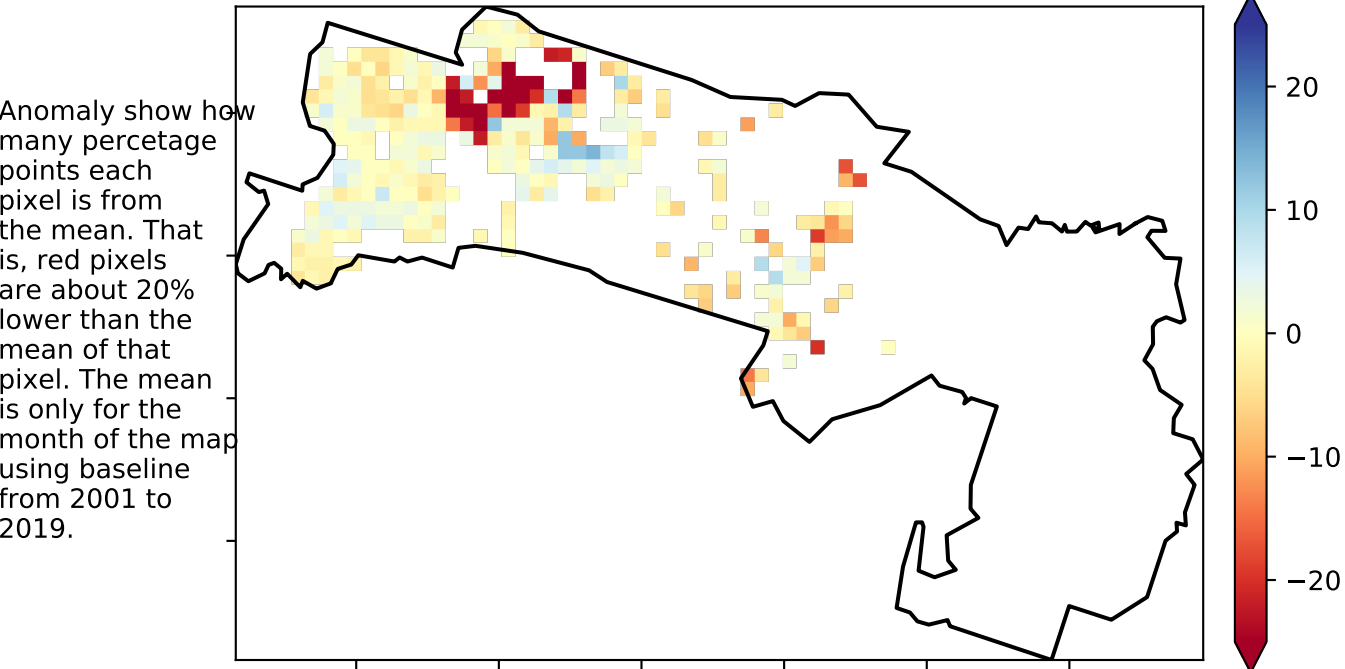 Anomaly show how
many percetage
points each
pixel is from
the mean. That
is, red pixels
are about 20%
lower than the
mean of that
pixel. The mean
is only for the
month of the map
using baseline
from 2001 to
2019.
20
10
0
−10
−20